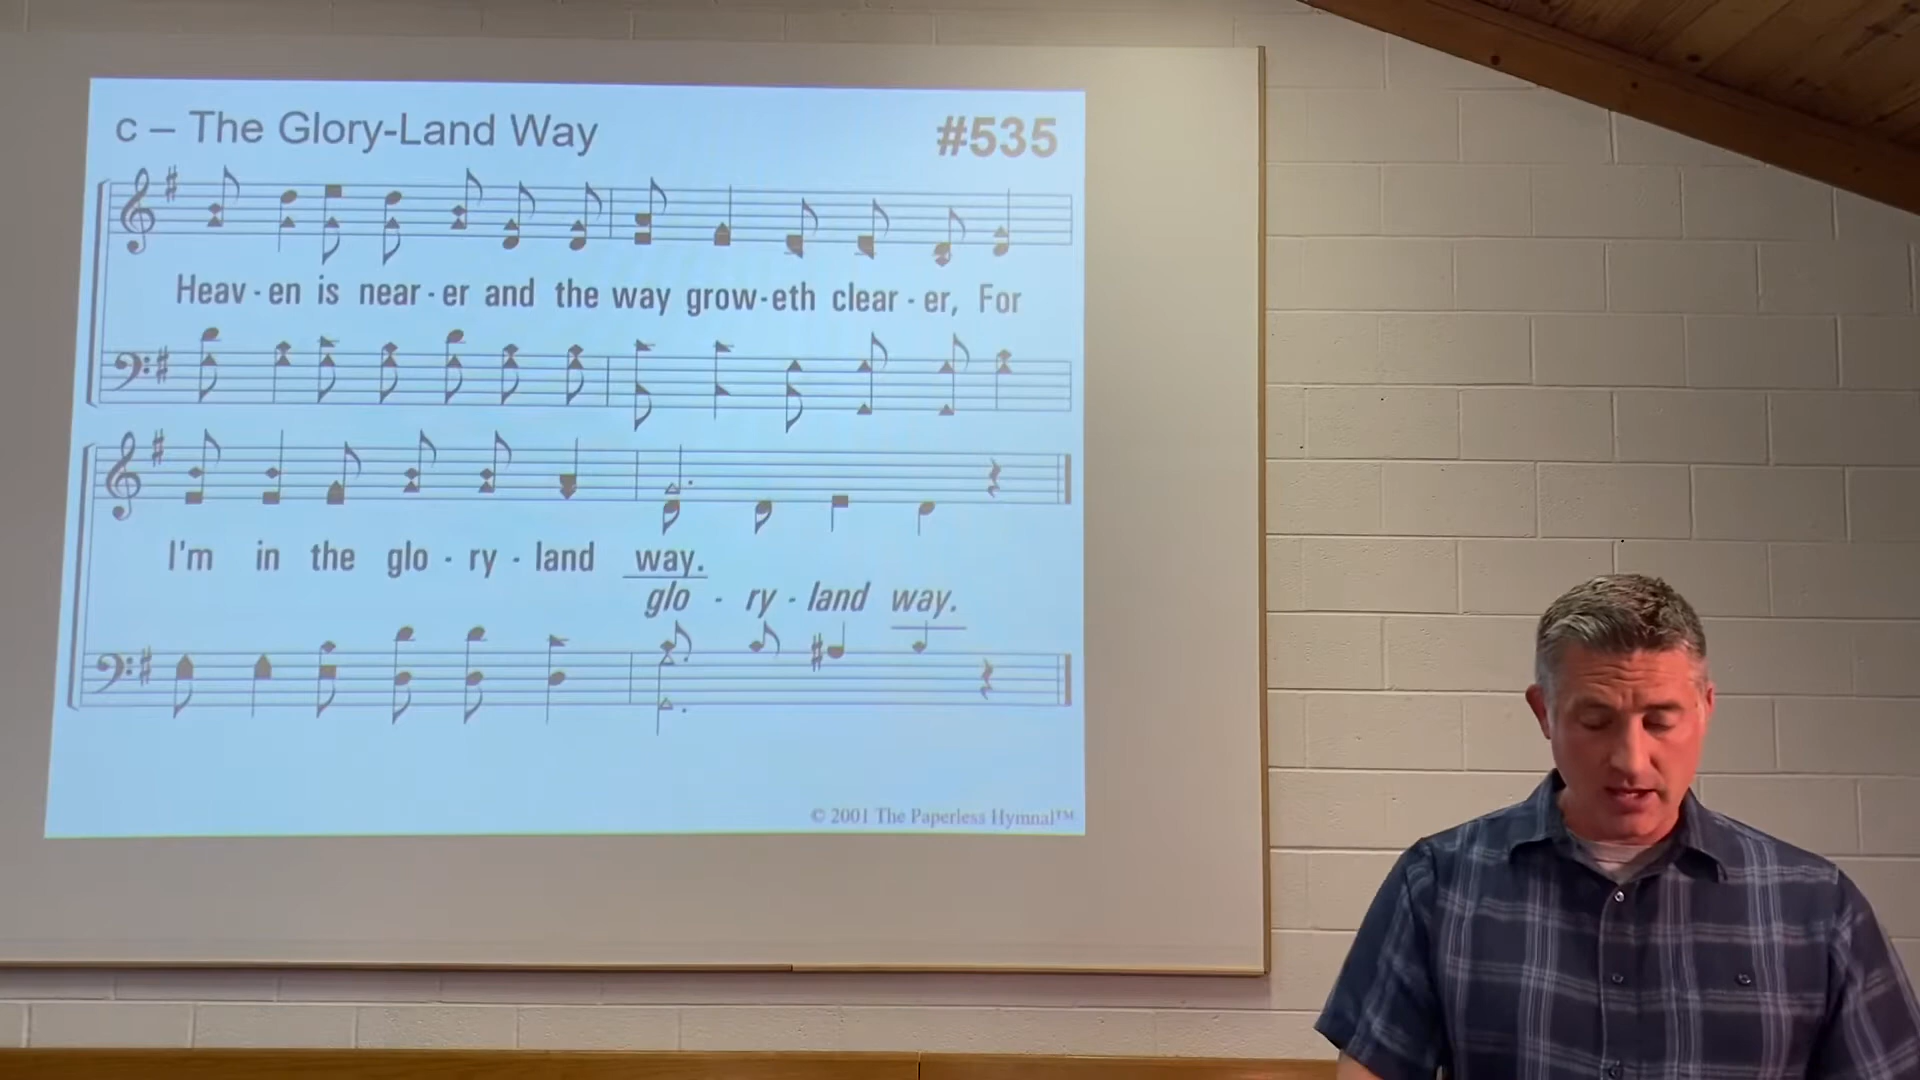 c – The Glory-Land Way #535
Heav - en is near - er and the way grow - eth clear - er, For
I'm in the glo - ry - land way.
glo - ry - land way.
© 2001 The Paperless Hymnal™